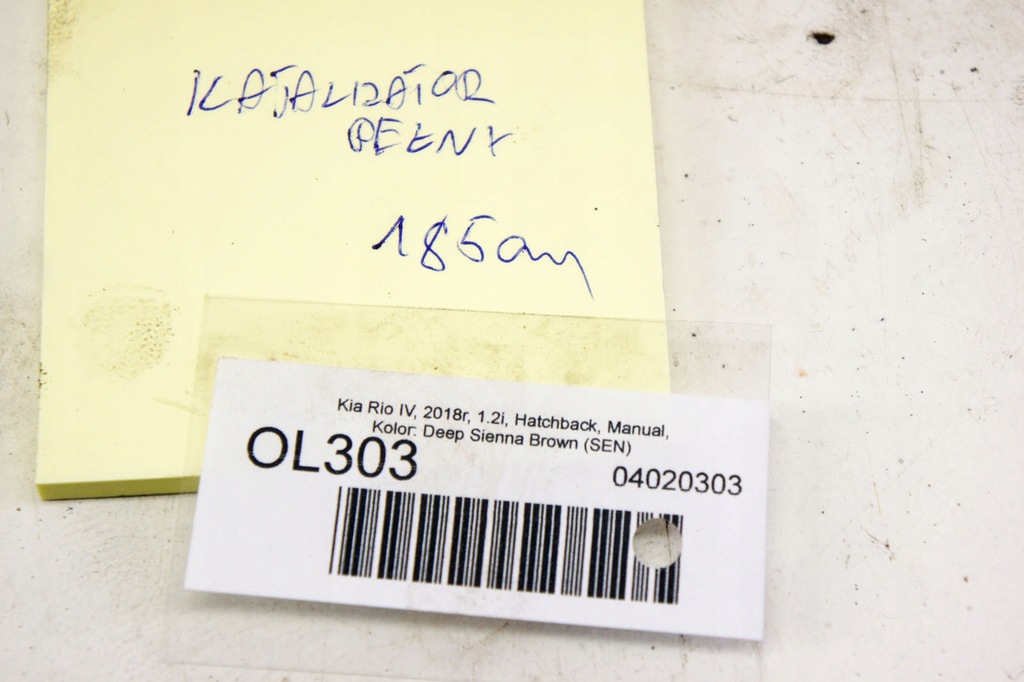 KATALIZATOR
PEŁNY
185cm
Kia Rio IV, 2018r, 1.2i, Hatchback, Manual,
Kolor: Deep Sienna Brown (SEN)
OL303
04020303